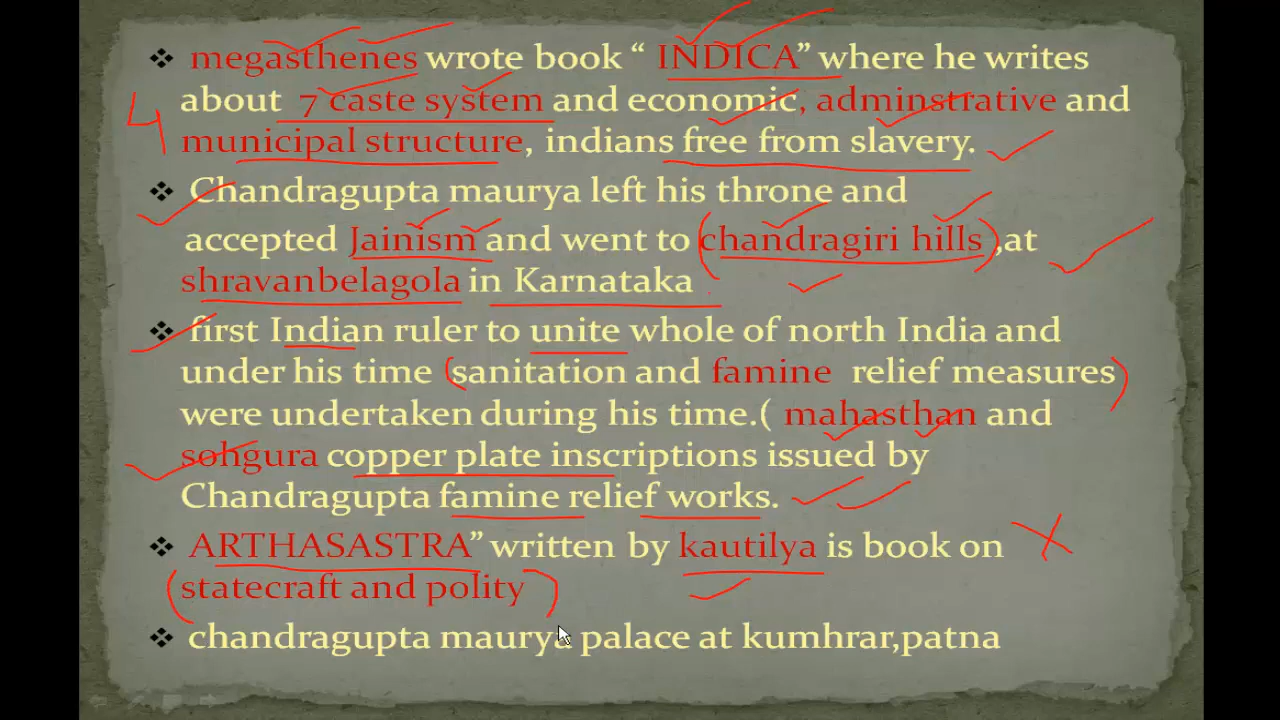 ❖ megasthenes wrote book “ INDICA” where he writes
about 7 caste system and economic, adminstrative and
4
municipal structure, indians free from slavery.
❖ Chandragupta maurya left his throne and
accepted Jainism and went to chandragiri hills ,at
shravanbelagola in Karnataka
❖ first Indian ruler to unite whole of north India and
under his time (sanitation and famine relief measures)
were undertaken during his time.( mahasthan and
sohgura copper plate inscriptions issued by
Chandragupta famine relief works.
❖ ARTHASASTRA” written by kautilya is book on
statecraft and polity
❖ chandragupta maurya palace at kumhrar,patna